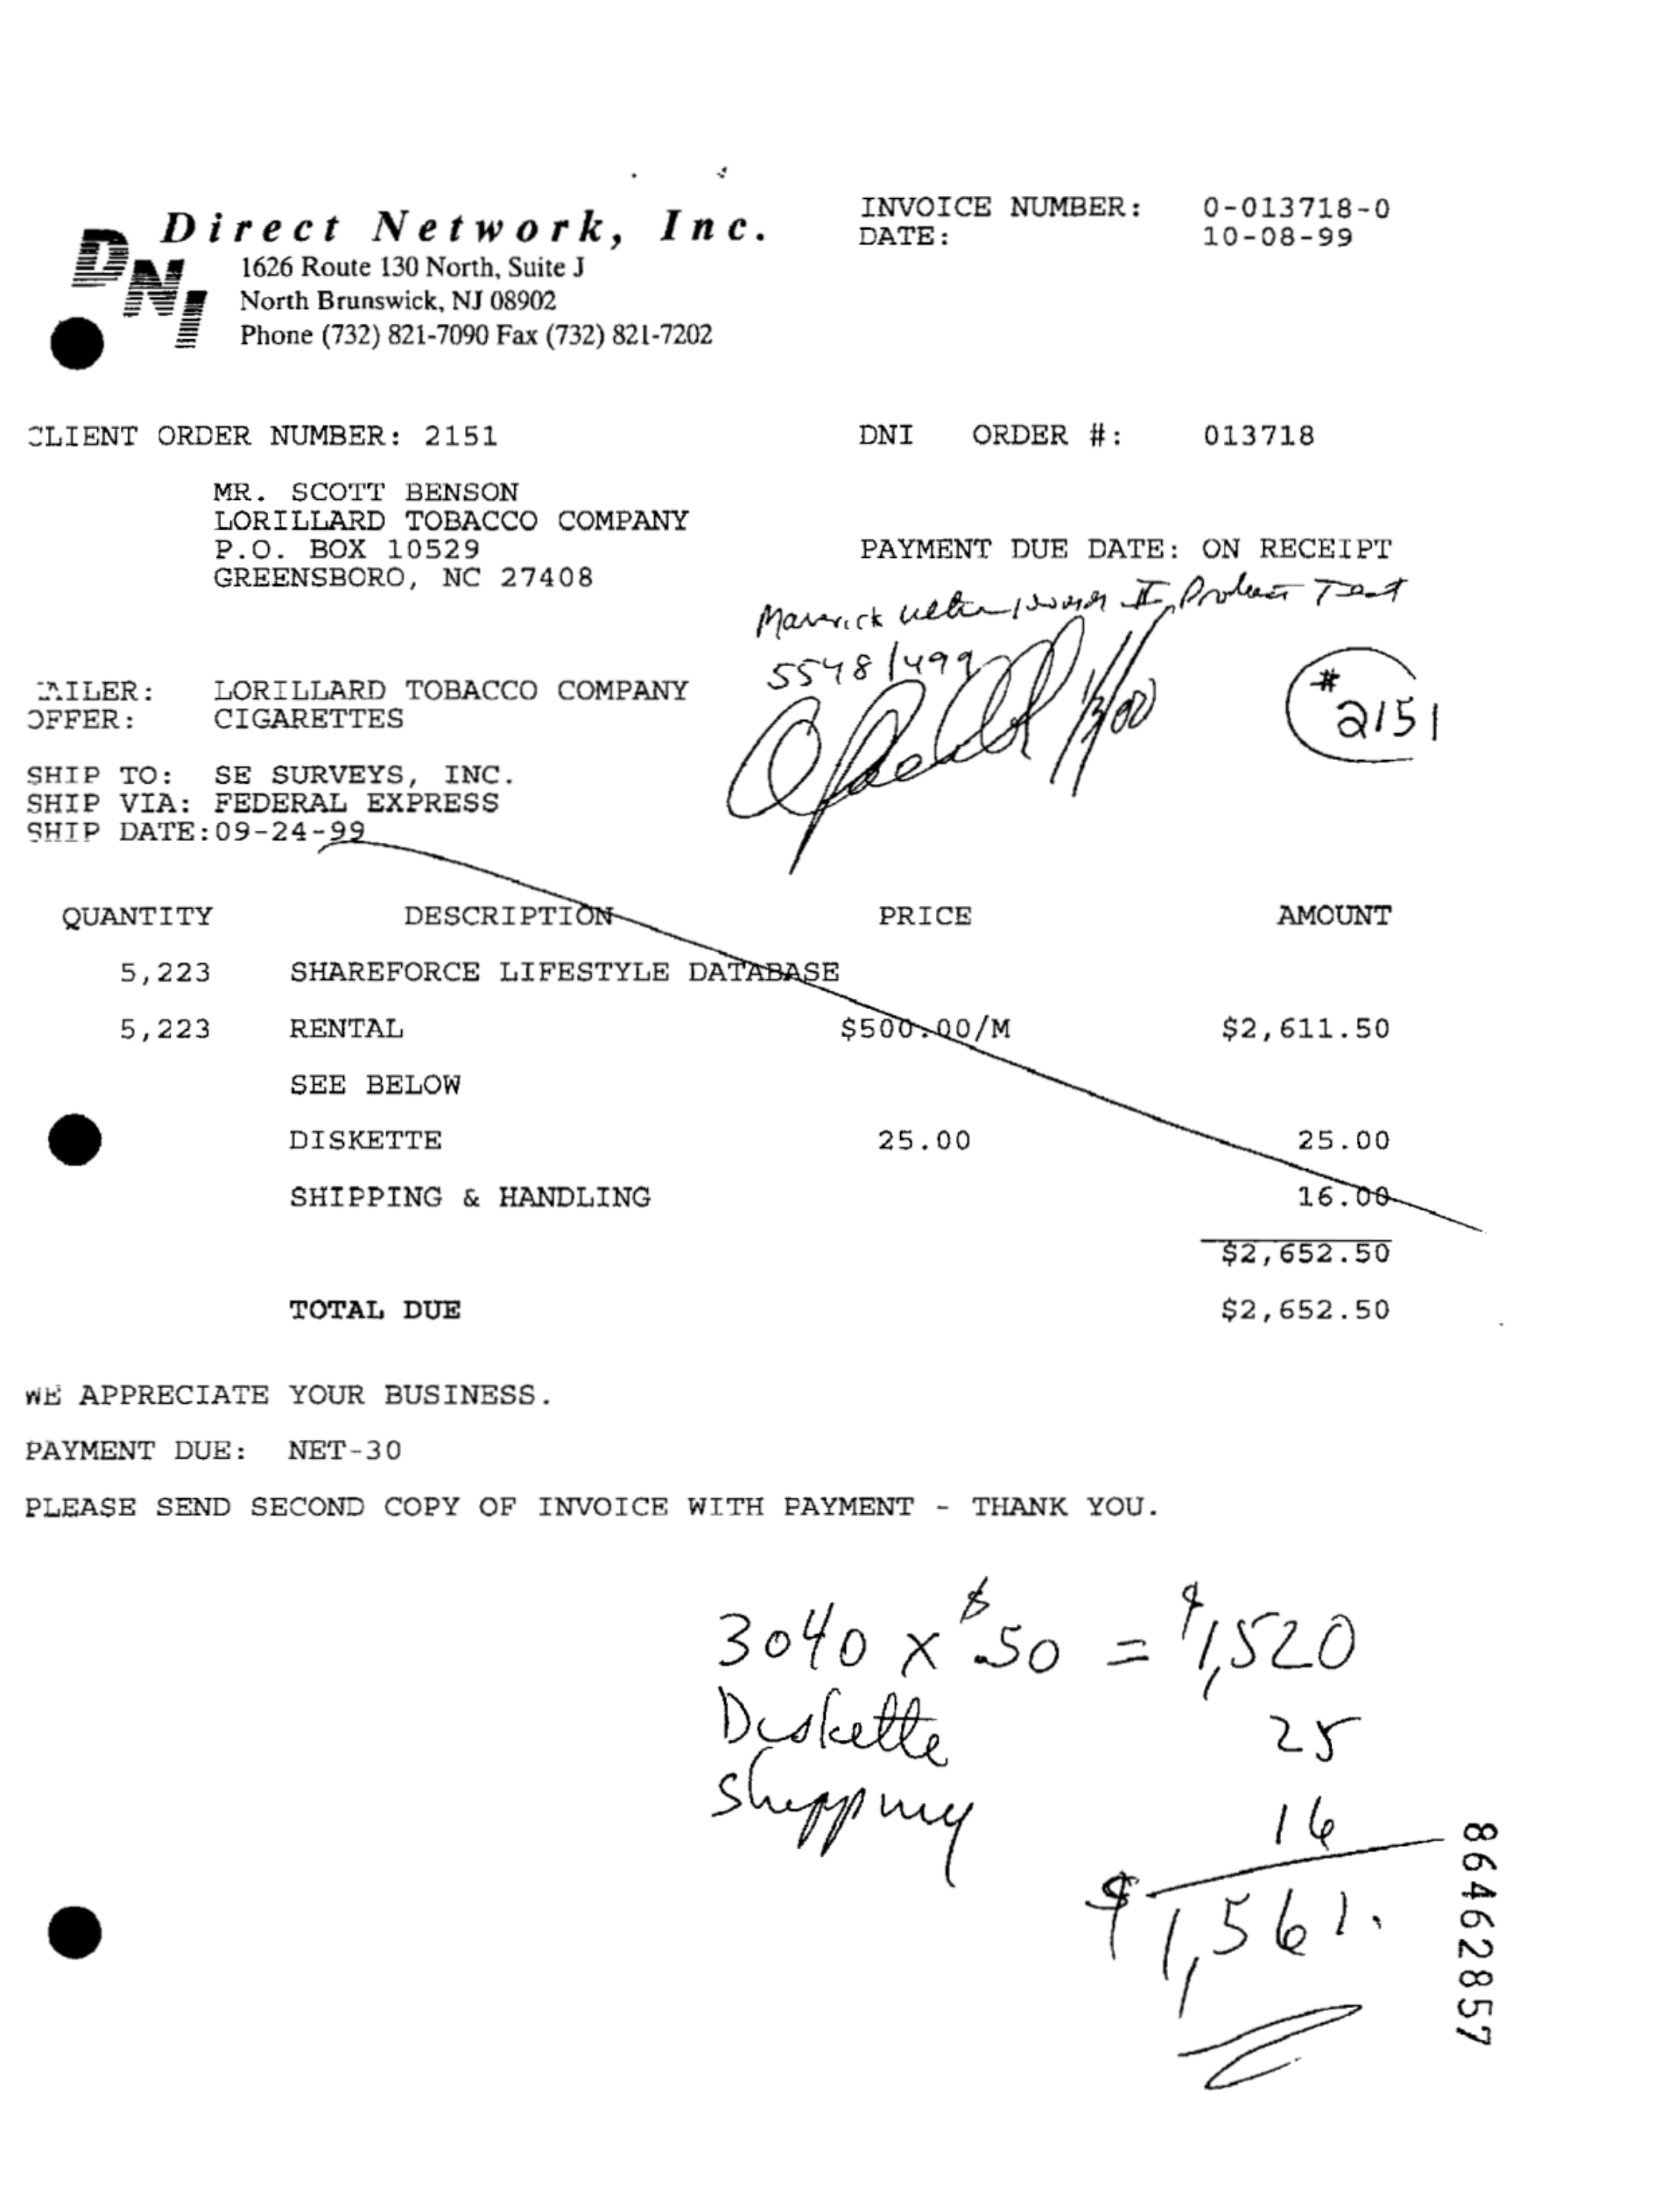 Direct Network, Inc.
DNI
1626 Route 130 North, Suite J
North Brunswick, NJ 08902
Phone (732) 821-7090 Fax (732) 821-7202
INVOICE NUMBER: 0-013718-0
DATE: 10-08-99
CLIENT ORDER NUMBER: 2151 DNI ORDER #: 013718
MR. SCOTT BENSON
LORILLARD TOBACCO COMPANY
P.O. BOX 10529 PAYMENT DUE DATE: ON RECEIPT
GREENSBORO, NC 27408
Maverick II Product Test
5548/499
#2151
AILER: LORILLARD TOBACCO COMPANY
OFFER: CIGARETTES
SHIP TO: SE SURVEYS, INC.
SHIP VIA: FEDERAL EXPRESS
SHIP DATE:09-24-99
QUANTITY DESCRIPTION PRICE AMOUNT
5,223 SHAREFORCE LIFESTYLE DATABASE
5,223 RENTAL $500.00/M $2,611.50
SEE BELOW
DISKETTE 25.00 25.00
SHIPPING & HANDLING 16.00
$2,652.50
TOTAL DUE $2,652.50
WE APPRECIATE YOUR BUSINESS.
PAYMENT DUE: NET-30
PLEASE SEND SECOND COPY OF INVOICE WITH PAYMENT - THANK YOU.
3040 x $.50 = $1,520
Diskette 25
Shipping 16
$1,561.
86462857